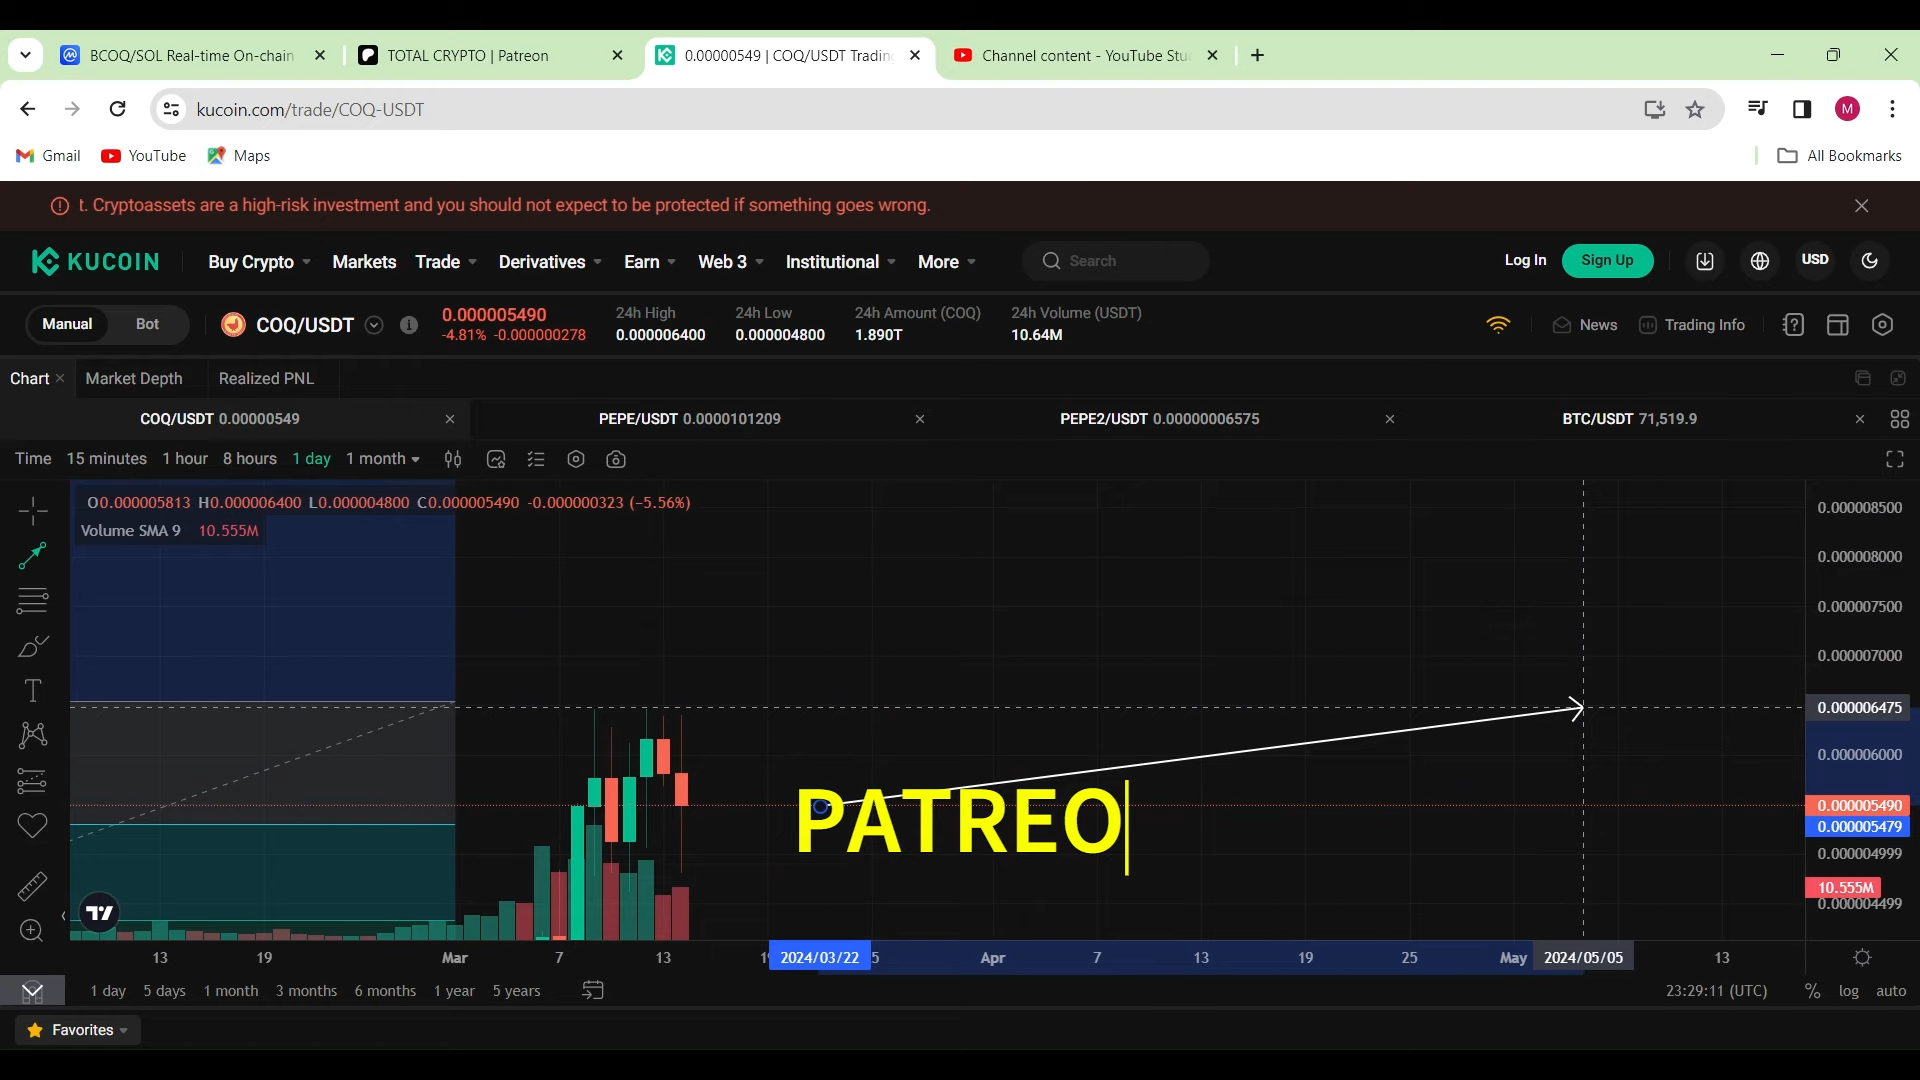 BCOQ/SOL Real-time On-chain
TOTAL CRYPTO | Patreon
0.00000549 | COQ/USDT Trading
Channel content - YouTube Stu
kucoin.com/trade/COQ-USDT
M
Gmail
YouTube
Maps
All Bookmarks
t. Cryptoassets are a high-risk investment and you should not expect to be protected if something goes wrong.
KUCOIN
Buy Crypto
Markets
Trade
Derivatives
Earn
Web 3
Institutional
More
Search
Log In
Sign Up
USD
Manual
Bot
COQ/USDT
0.000005490
-4.81% -0.000000278
24h High
0.000006400
24h Low
0.000004800
24h Amount (COQ)
1.890T
24h Volume (USDT)
10.64M
News
Trading Info
Chart
Market Depth
Realized PNL
COQ/USDT 0.00000549
PEPE/USDT 0.0000101209
PEPE2/USDT 0.00000006575
BTC/USDT 71,519.9
Time
15 minutes
1 hour
8 hours
1 day
1 month
O0.000005813 H0.000006400 L0.000004800 C0.000005490 -0.000000323 (-5.56%)
Volume SMA 9 10.555M
0.000008500
0.000008000
0.000007500
0.000007000
0.000006475
0.000006000
0.000005490
0.000005479
0.000004999
10.555M
0.000004499
PATREO
13
19
Mar
7
13
2024/03/22
5
Apr
7
13
19
25
May
2024/05/05
13
1 day
5 days
1 month
3 months
6 months
1 year
5 years
23:29:11 (UTC)
%
log
auto
Favorites